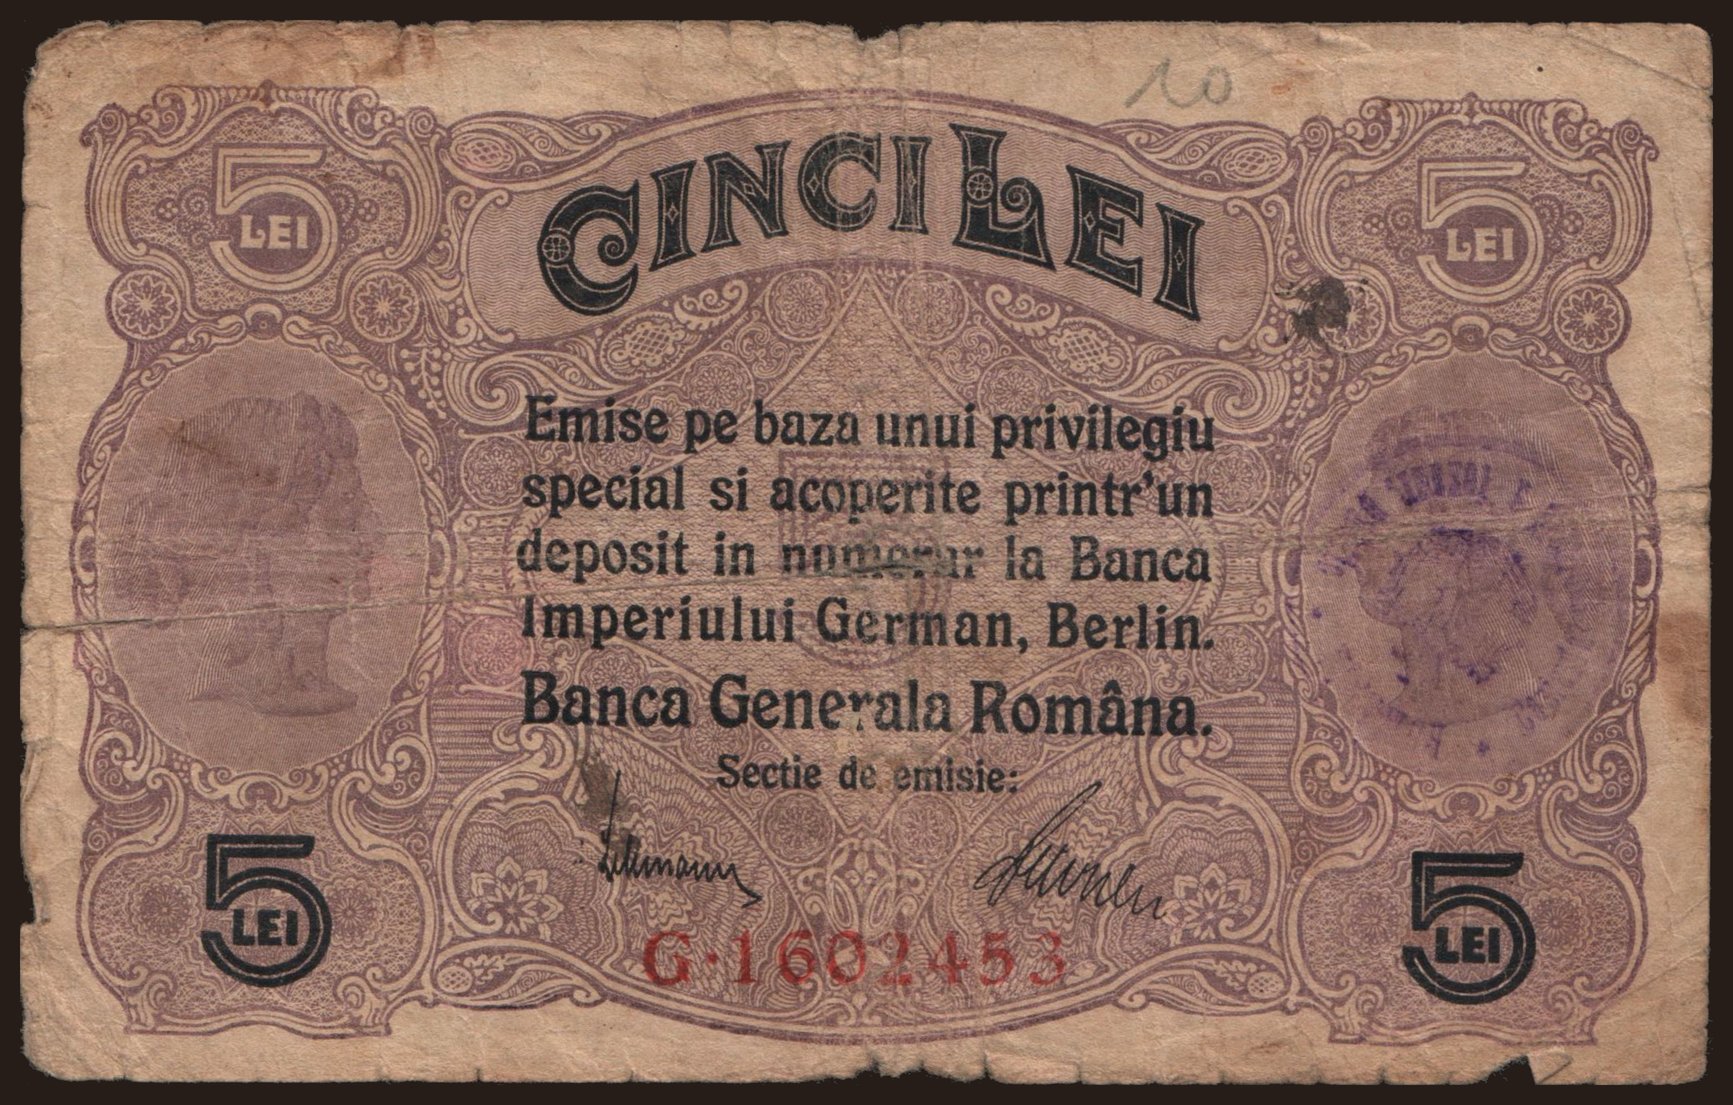 10
5 LEI
CINCI LEI
5 LEI
Emise pe baza unui privilegiu
special si acoperite printr'un
deposit in numerar la Banca
Imperiului German, Berlin.
Banca Generala Româna.
Sectie de emisie:
5 LEI
5 LEI
G·1602453